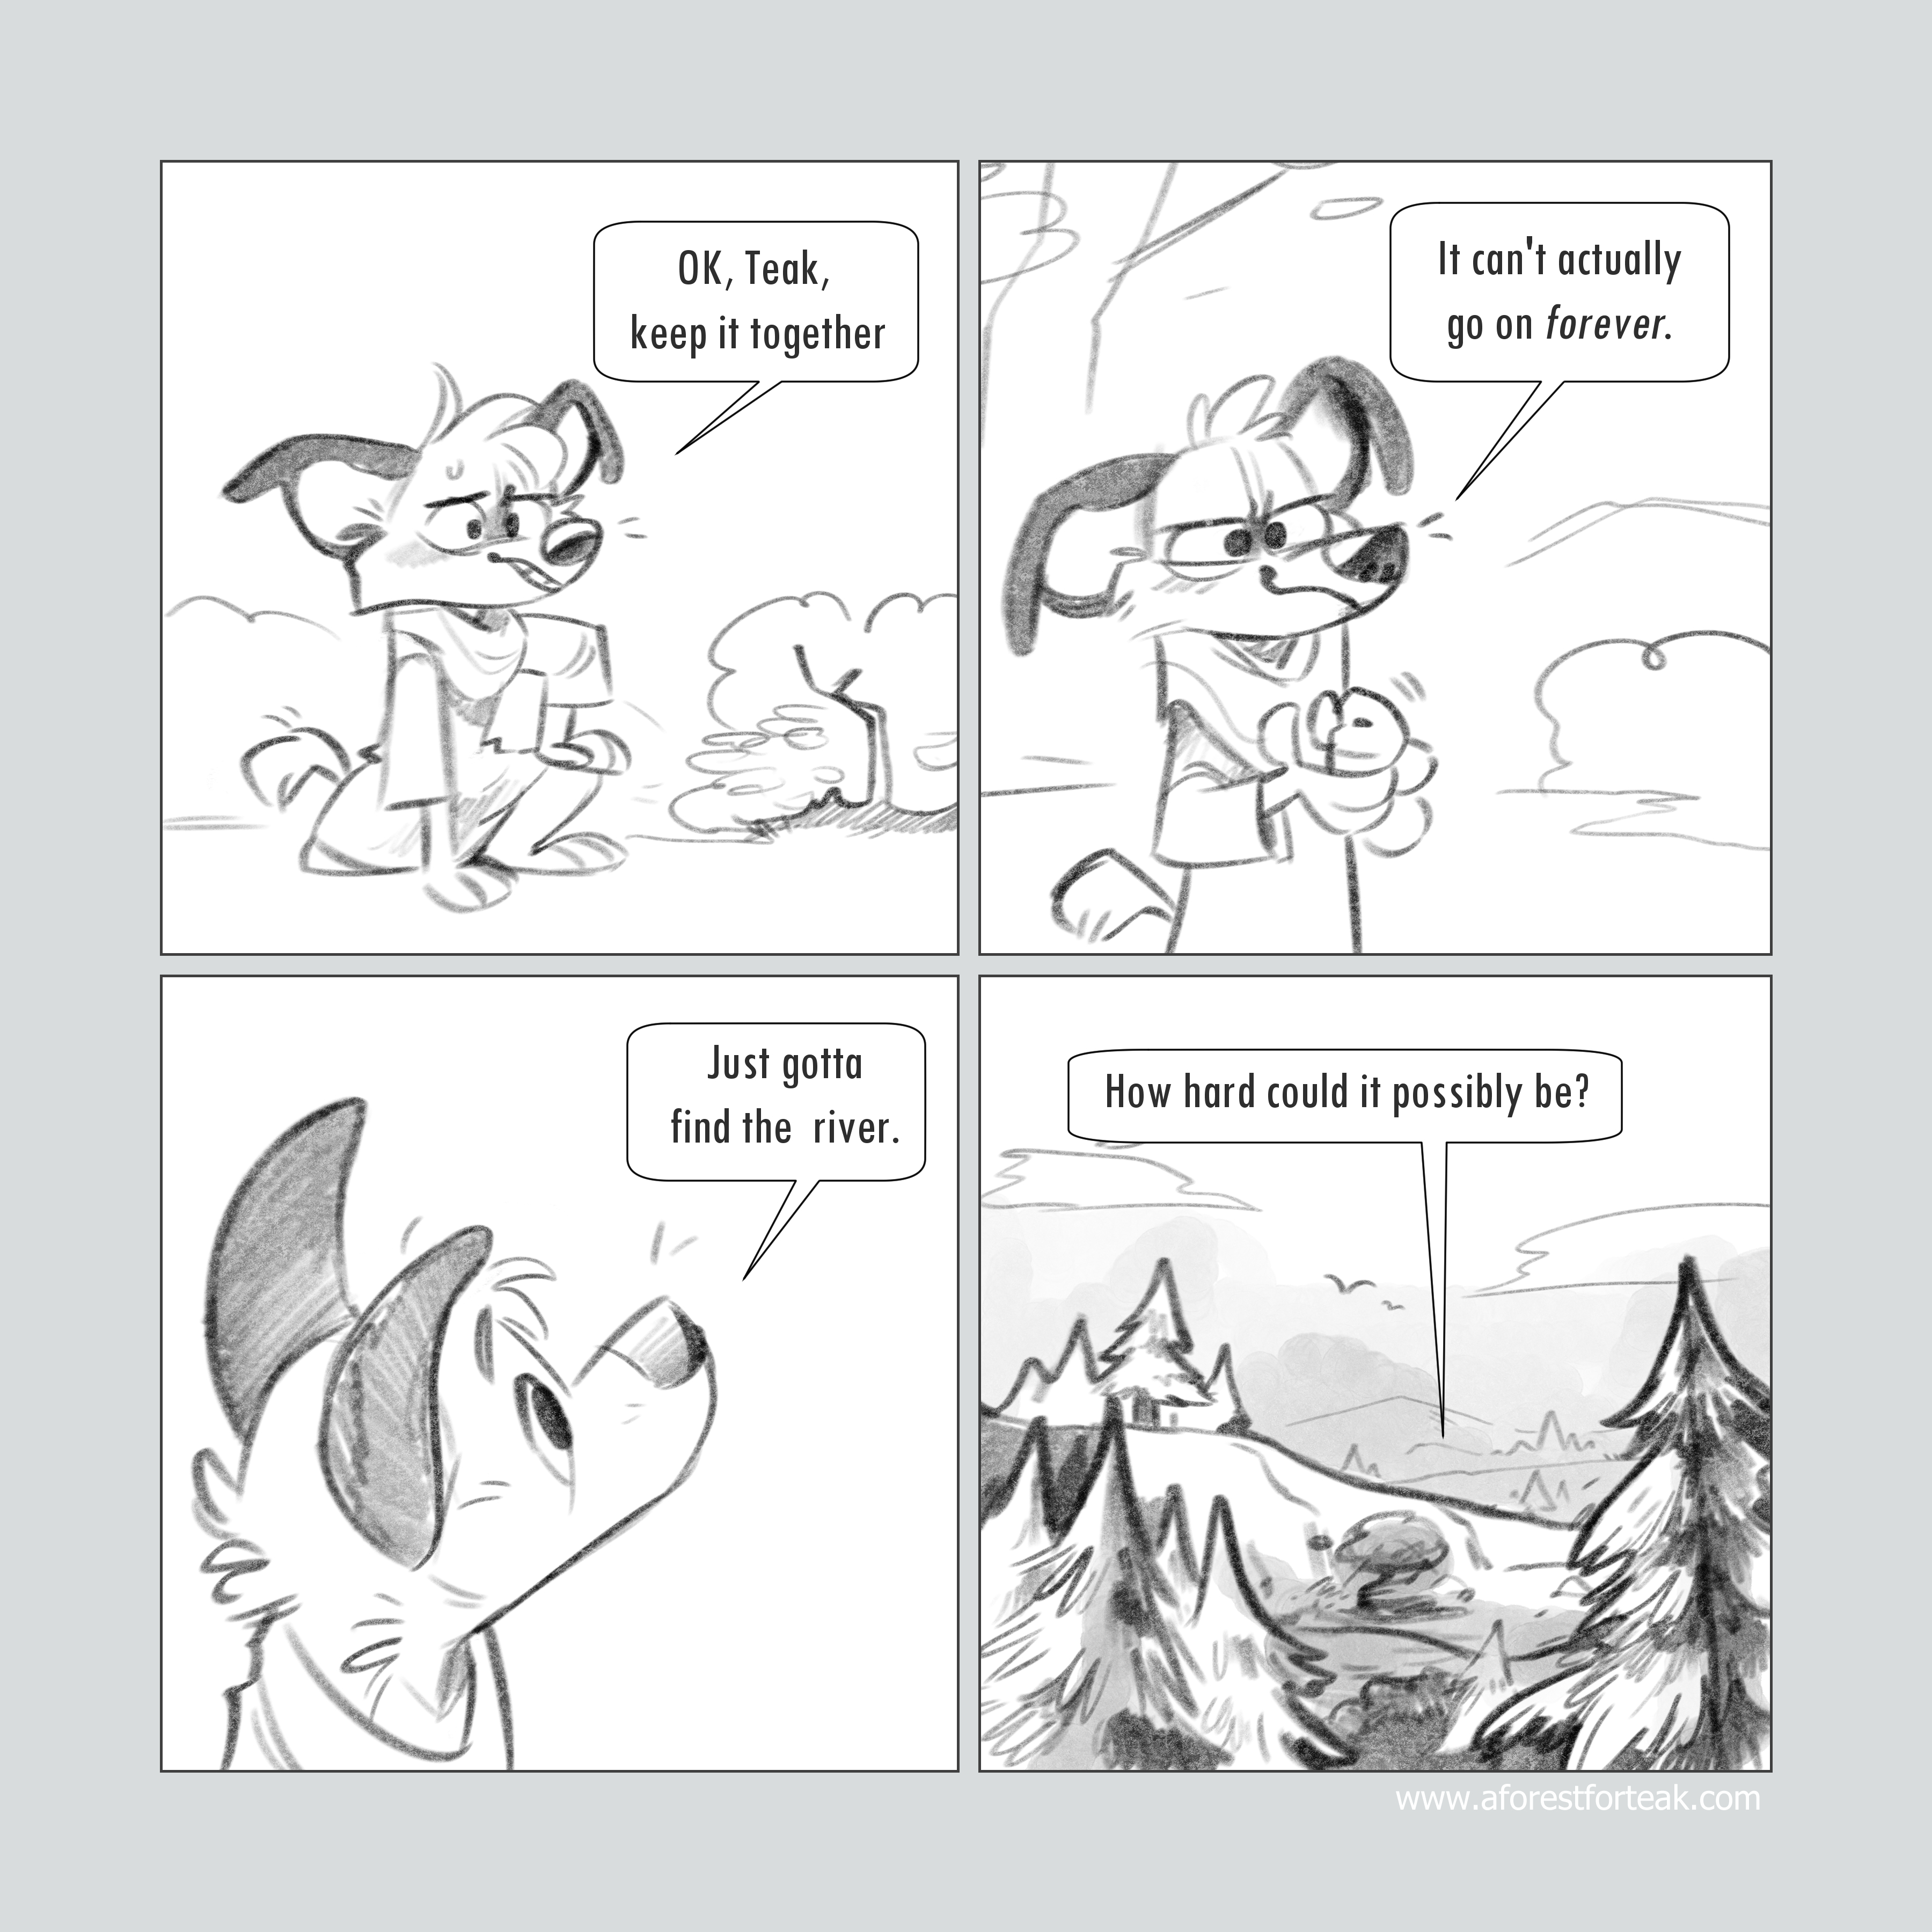 OK, Teak,
keep it together
It can't actually
go on forever.
Just gotta
find the  river.
How hard could it possibly be?
www.aforestforteak.com